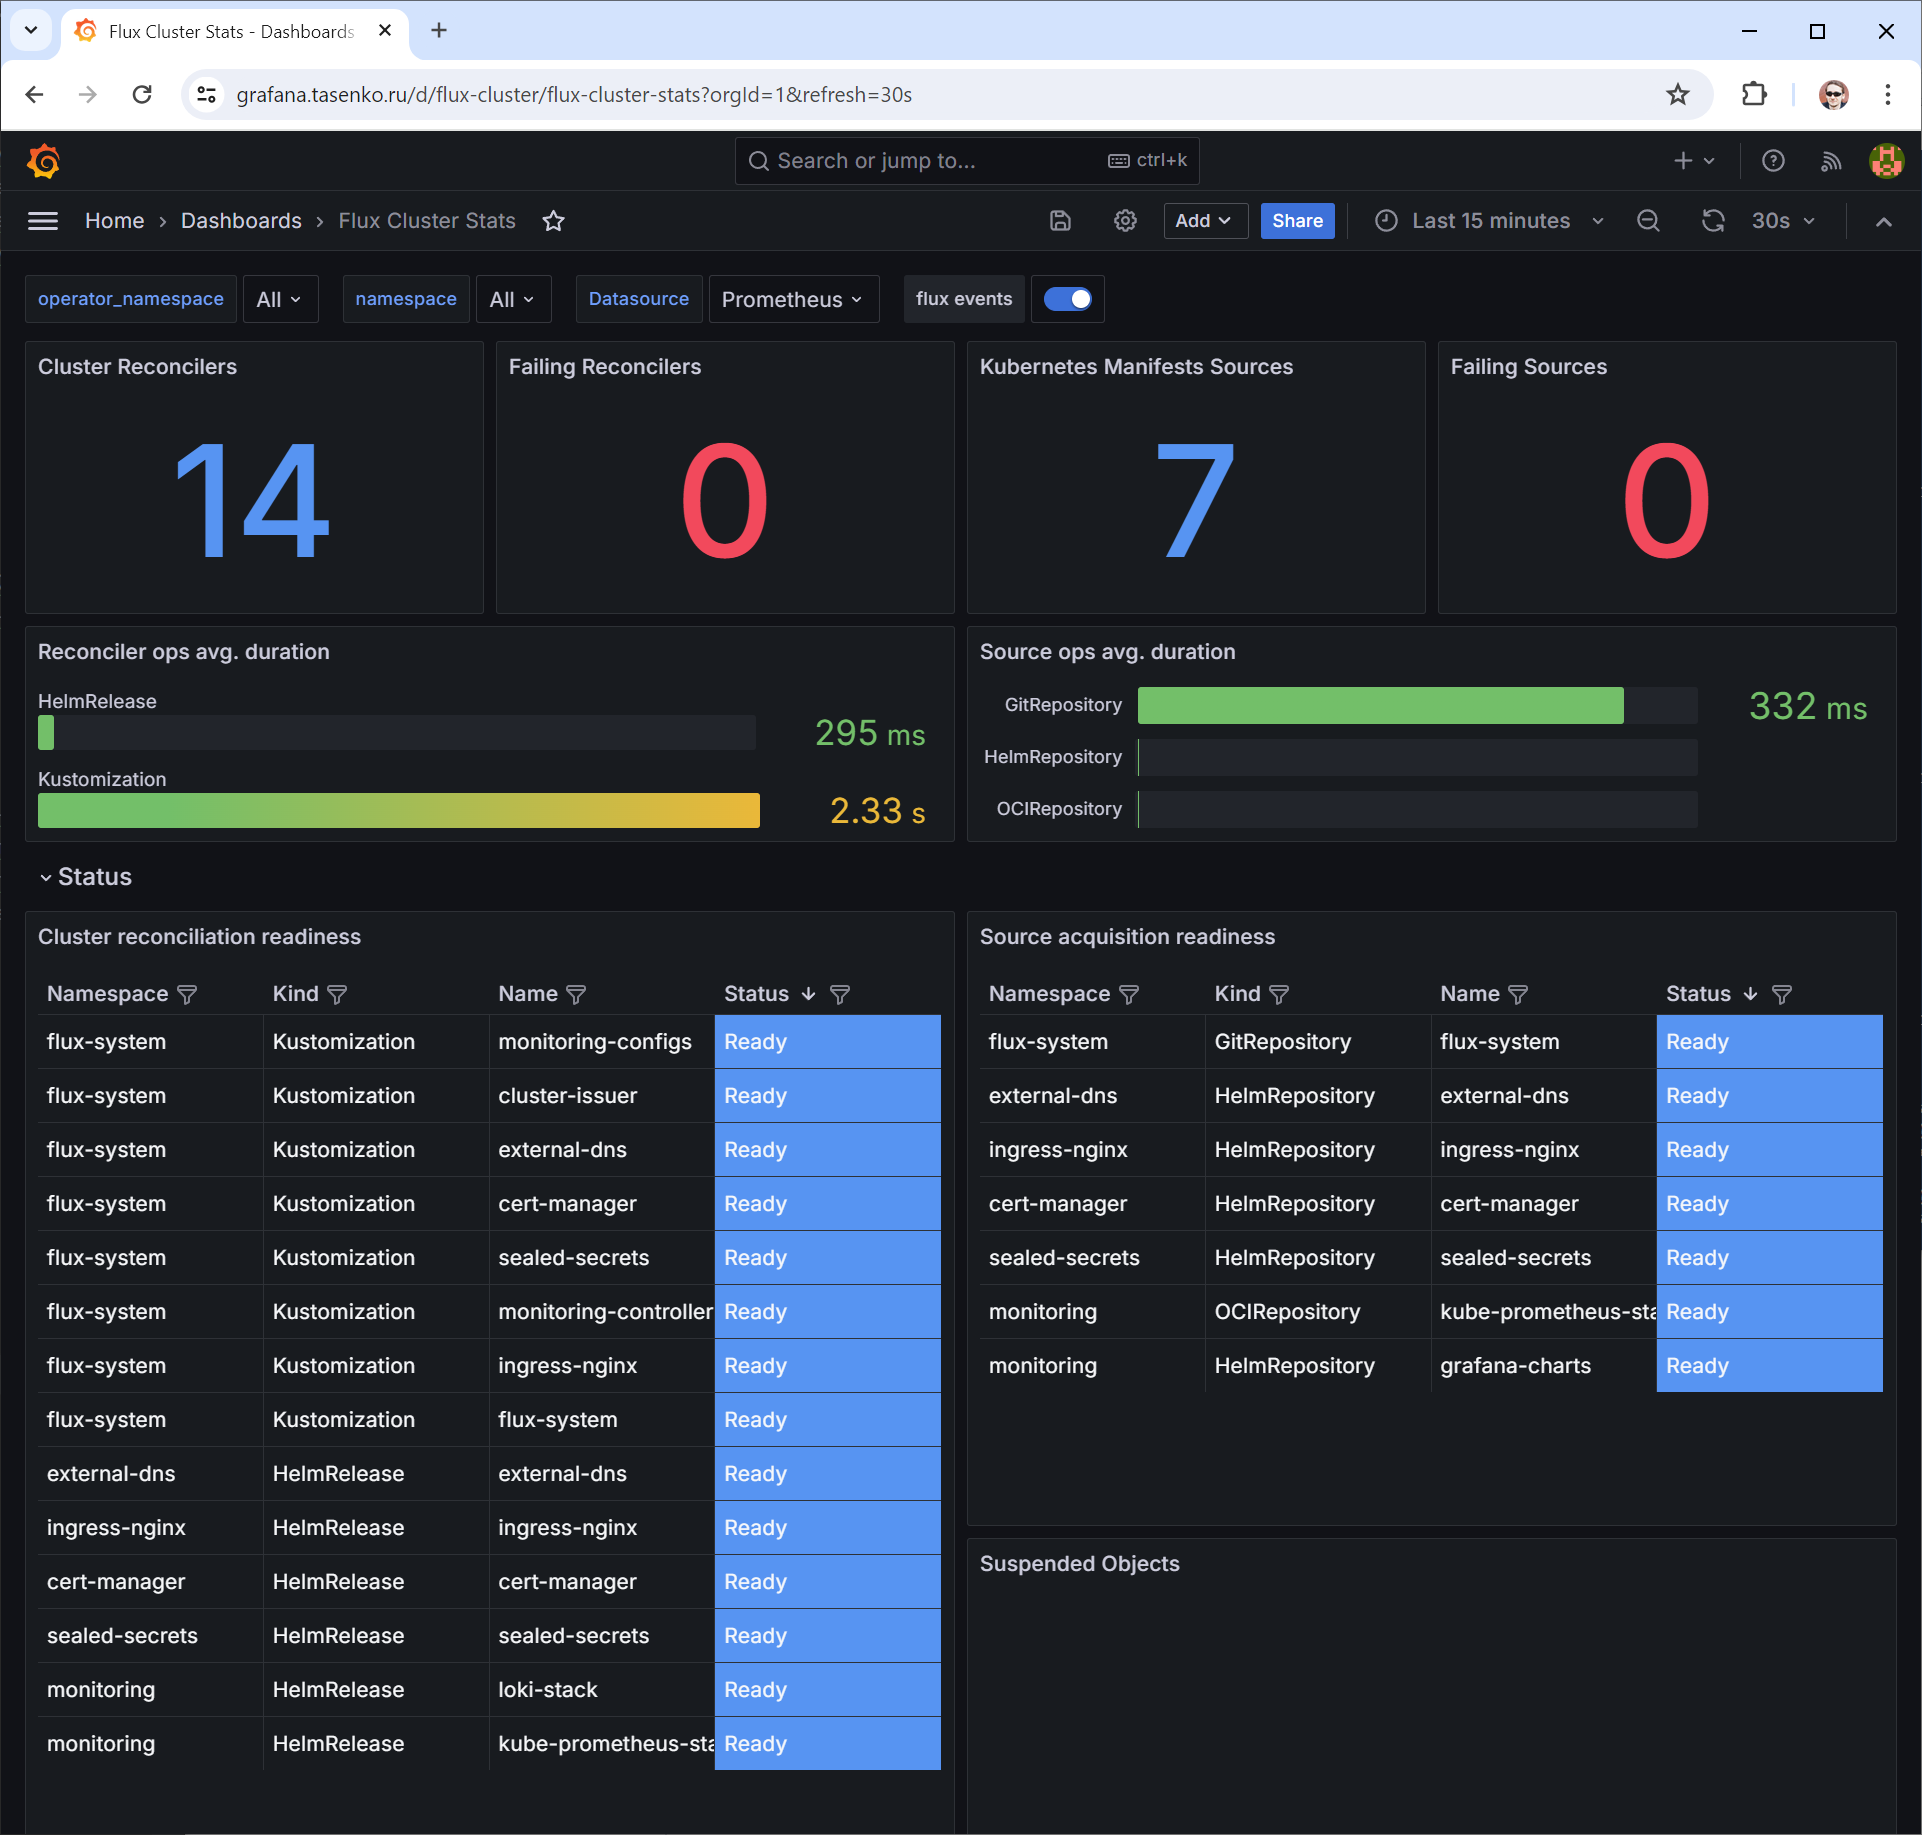 Flux Cluster Stats - Dashboards
grafana.tasenko.ru/d/flux-cluster/flux-cluster-stats?orgId=1&refresh=30s
Search or jump to... ctrl+k
Home › Dashboards › Flux Cluster Stats Add Share Last 15 minutes 30s
operator_namespace All namespace All Datasource Prometheus flux events
Cluster Reconcilers
14
Failing Reconcilers
0
Kubernetes Manifests Sources
7
Failing Sources
0
Reconciler ops avg. duration
HelmRelease
295 ms
Kustomization
2.33 s
Source ops avg. duration
GitRepository 332 ms
HelmRepository
OCIRepository
Status
Cluster reconciliation readiness
Namespace Kind Name Status
flux-system Kustomization monitoring-configs Ready
flux-system Kustomization cluster-issuer Ready
flux-system Kustomization external-dns Ready
flux-system Kustomization cert-manager Ready
flux-system Kustomization sealed-secrets Ready
flux-system Kustomization monitoring-controller Ready
flux-system Kustomization ingress-nginx Ready
flux-system Kustomization flux-system Ready
external-dns HelmRelease external-dns Ready
ingress-nginx HelmRelease ingress-nginx Ready
cert-manager HelmRelease cert-manager Ready
sealed-secrets HelmRelease sealed-secrets Ready
monitoring HelmRelease loki-stack Ready
monitoring HelmRelease kube-prometheus-sta Ready
Source acquisition readiness
Namespace Kind Name Status
flux-system GitRepository flux-system Ready
external-dns HelmRepository external-dns Ready
ingress-nginx HelmRepository ingress-nginx Ready
cert-manager HelmRepository cert-manager Ready
sealed-secrets HelmRepository sealed-secrets Ready
monitoring OCIRepository kube-prometheus-sta Ready
monitoring HelmRepository grafana-charts Ready
Suspended Objects